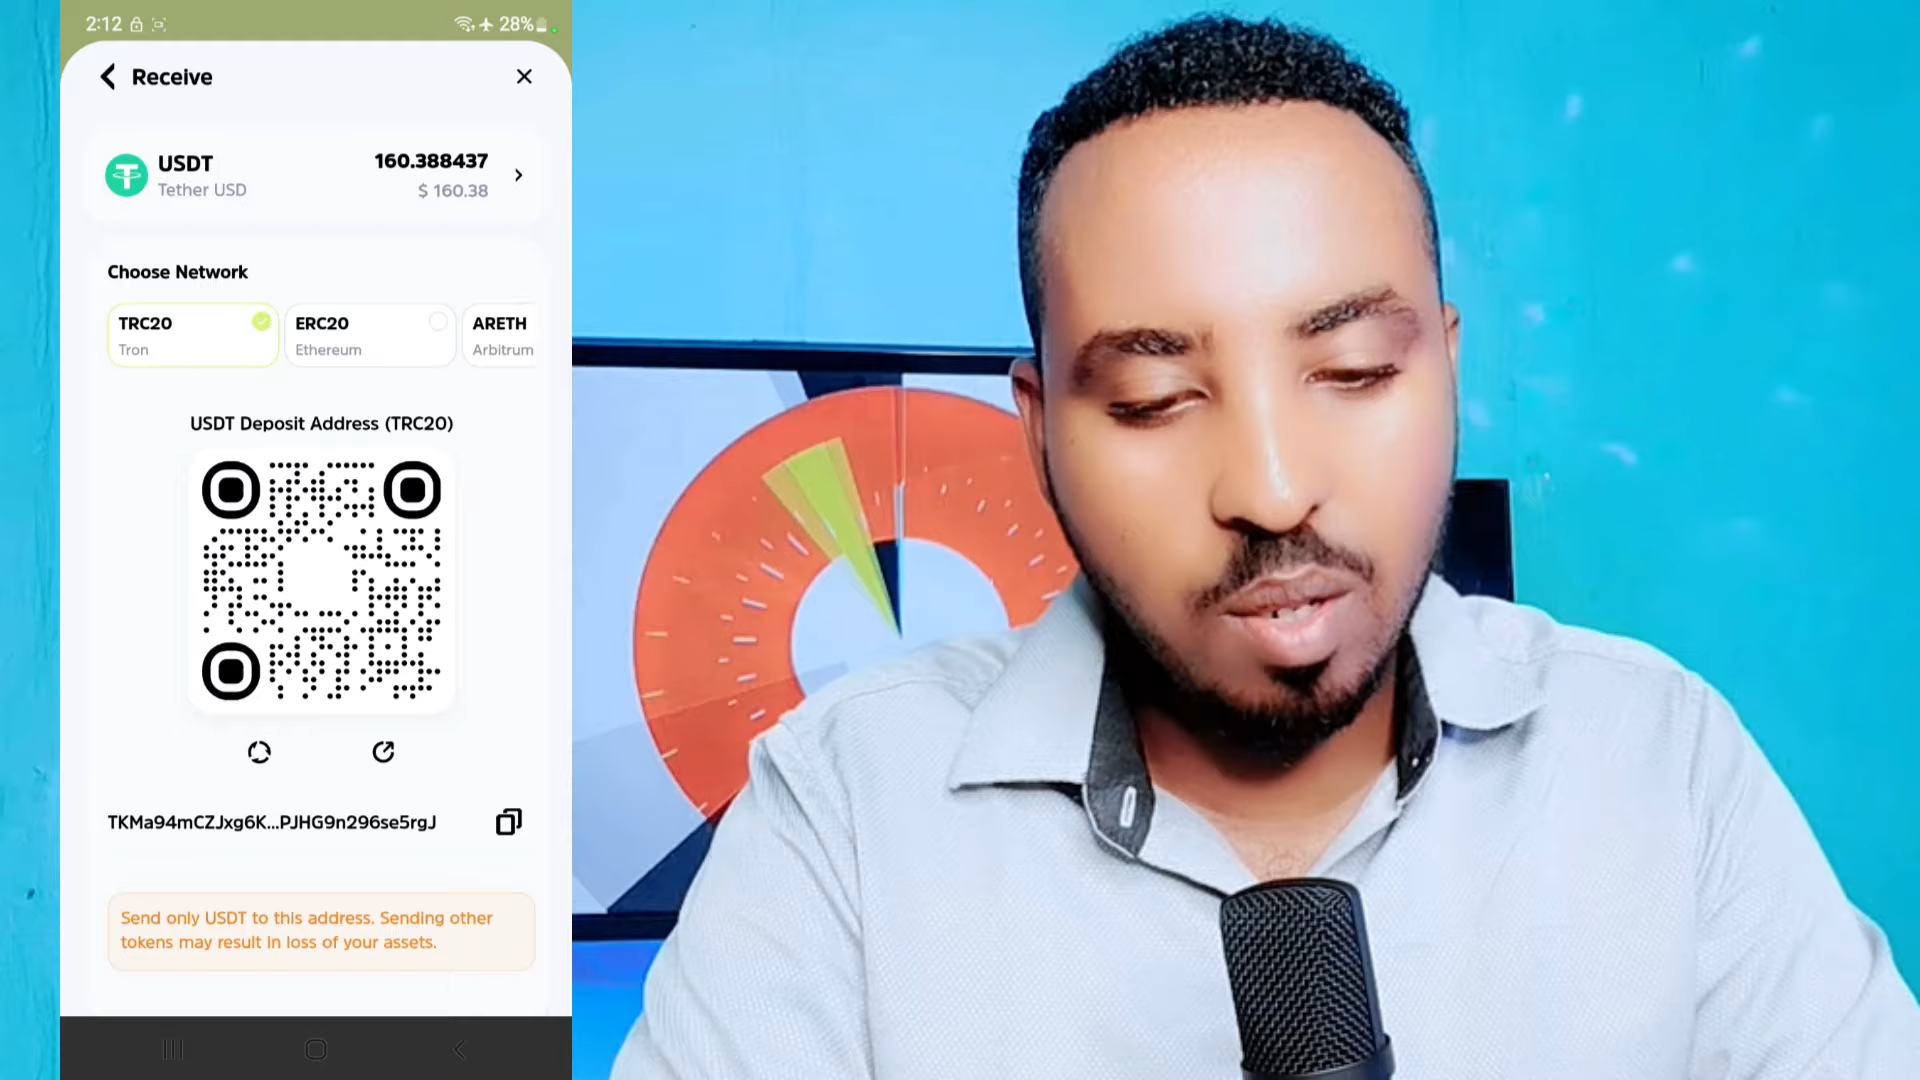 2:12
28%
Receive
USDT
160.388437
Tether USD
$ 160.38
Choose Network
TRC20
ERC20
ARETH
Tron
Ethereum
Arbitrum
USDT Deposit Address (TRC20)
TKMa94mCZJxg6K...PJHG9n296se5rgJ
Send only USDT to this address. Sending other
tokens may result in loss of your assets.